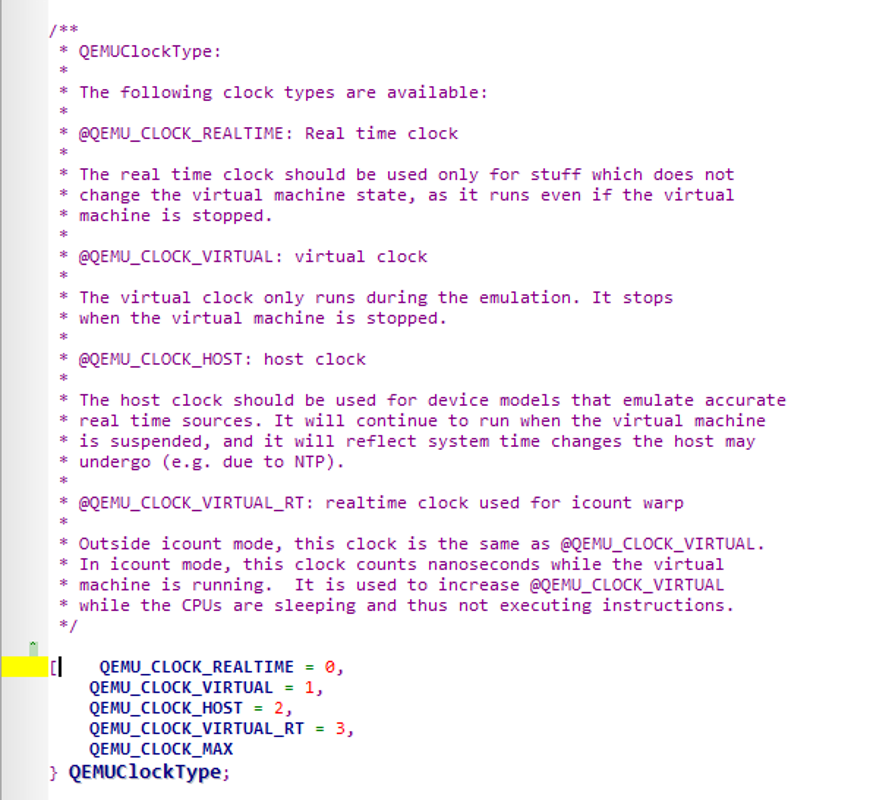 /**
 * QEMUClockType:
 *
 * The following clock types are available:
 *
 * @QEMU_CLOCK_REALTIME: Real time clock
 *
 * The real time clock should be used only for stuff which does not
 * change the virtual machine state, as it runs even if the virtual
 * machine is stopped.
 *
 * @QEMU_CLOCK_VIRTUAL: virtual clock
 *
 * The virtual clock only runs during the emulation. It stops
 * when the virtual machine is stopped.
 *
 * @QEMU_CLOCK_HOST: host clock
 *
 * The host clock should be used for device models that emulate accurate
 * real time sources. It will continue to run when the virtual machine
 * is suspended, and it will reflect system time changes the host may
 * undergo (e.g. due to NTP).
 *
 * @QEMU_CLOCK_VIRTUAL_RT: realtime clock used for icount warp
 *
 * Outside icount mode, this clock is the same as @QEMU_CLOCK_VIRTUAL.
 * In icount mode, this clock counts nanoseconds while the virtual
 * machine is running.  It is used to increase @QEMU_CLOCK_VIRTUAL
 * while the CPUs are sleeping and thus not executing instructions.
 */
[    QEMU_CLOCK_REALTIME = 0,
    QEMU_CLOCK_VIRTUAL = 1,
    QEMU_CLOCK_HOST = 2,
    QEMU_CLOCK_VIRTUAL_RT = 3,
    QEMU_CLOCK_MAX
} QEMUClockType;